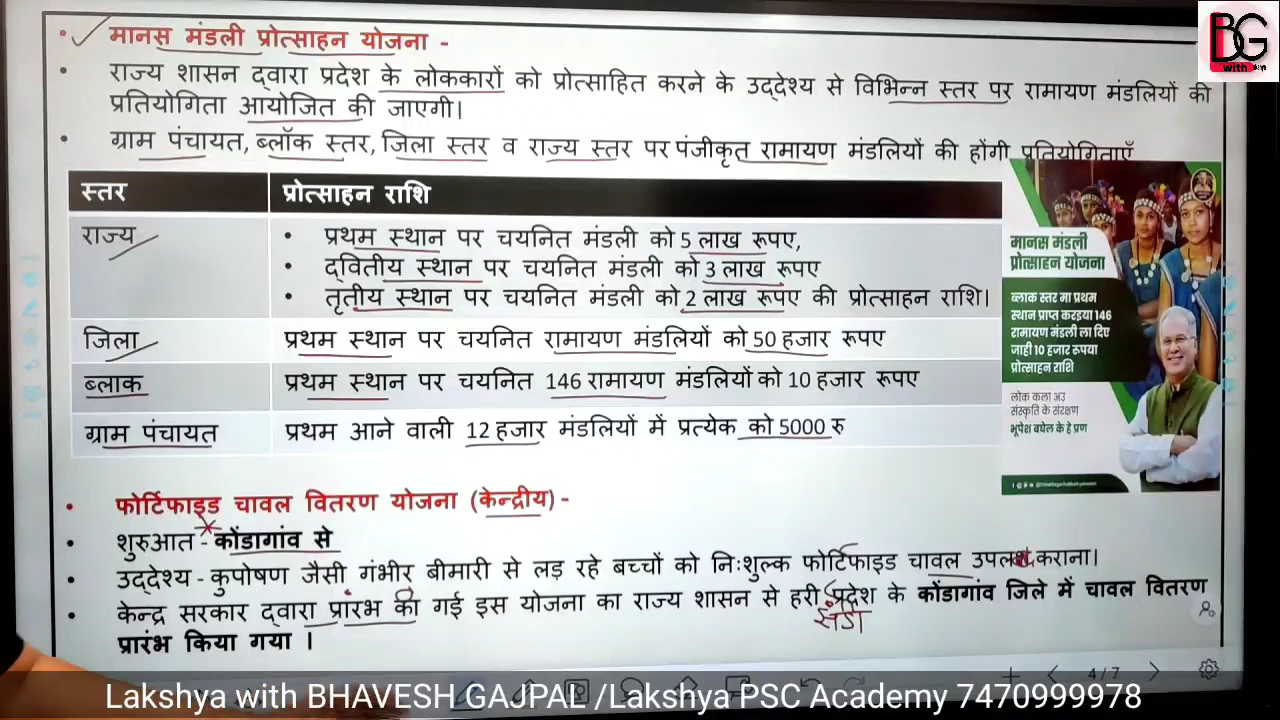 BG
with
मानस मंडली प्रोत्साहन योजना -
राज्य शासन द्वारा प्रदेश के लोककारों को प्रोत्साहित करने के उद्देश्य से विभिन्न स्तर पर रामायण मंडलियों की
प्रतियोगिता आयोजित की जाएगी।
ग्राम पंचायत, ब्लॉक स्तर, जिला स्तर व राज्य स्तर पर पंजीकृत रामायण मंडलियों की होंगी प्रतियोगिताएँ
स्तर प्रोत्साहन राशि
राज्य
• प्रथम स्थान पर चयनित मंडली को 5 लाख रूपए,
• द्वितीय स्थान पर चयनित मंडली को 3 लाख रूपए
• तृतीय स्थान पर चयनित मंडली को 2 लाख रूपए की प्रोत्साहन राशि।
जिला प्रथम स्थान पर चयनित रामायण मंडलियों को 50 हजार रूपए
ब्लाक प्रथम स्थान पर चयनित 146 रामायण मंडलियों को 10 हजार रूपए
ग्राम पंचायत प्रथम आने वाली 12 हजार मंडलियों में प्रत्येक को 5000 रु
मानस मंडली
प्रोत्साहन योजना
ब्लाक स्तर मा प्रथम
स्थान प्राप्त करइया 146
रामायण मंडली ला दिए
जाही 10 हजार रूपया
प्रोत्साहन राशि
लोक कला अउ
संस्कृति के संरक्षण
भूपेश बघेल के हे प्रण
फोर्टिफाइड चावल वितरण योजना (केन्द्रीय) -
शुरुआत - कोंडागांव से
उद्देश्य - कुपोषण जैसी गंभीर बीमारी से लड़ रहे बच्चों को निःशुल्क फोर्टिफाइड चावल कराना।
केन्द्र सरकार द्वारा प्रारंभ की गई इस योजना का राज्य शासन से हरी प्रदेश के कोंडागांव जिले में चावल वितरण
प्रारंभ किया गया ।
4/7
Lakshya with BHAVESH GAJPAL /Lakshya PSC Academy 7470999978